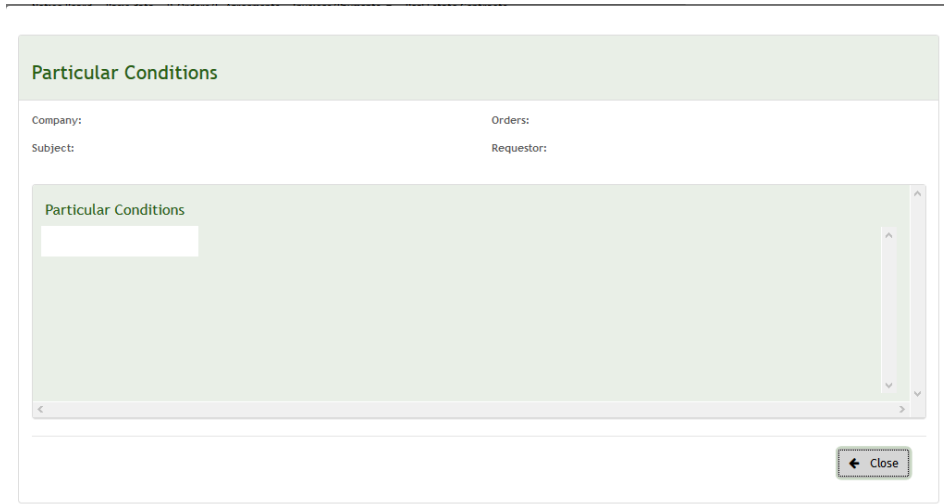 Particular Conditions
Company:
Orders:
Subject:
Requestor:
Particular Conditions
Close